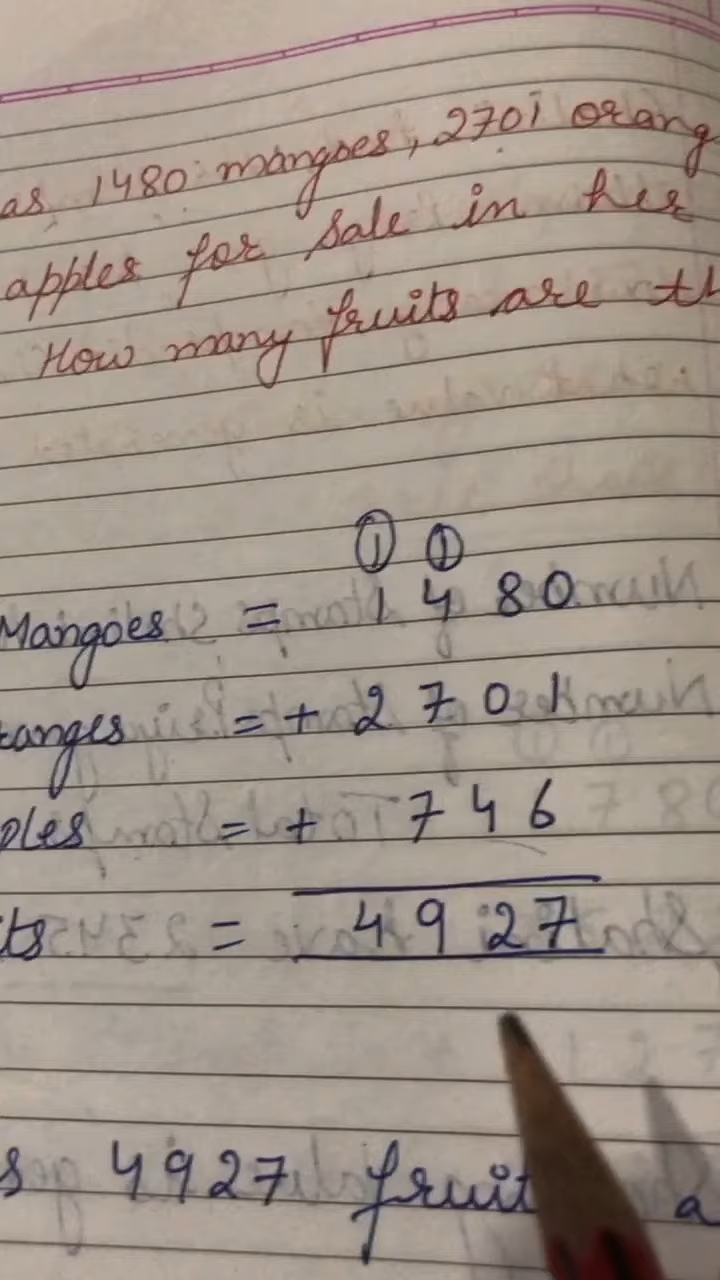 as 1480 mangoes, 2701 orang
apples for sale in her
How many fruits are th
① ①
Mangoes = 1 4 8 0
ranges = + 2 7 0 1
ples = + 7 4 6
ts = 4 9 2 7
s 4927 fruit a